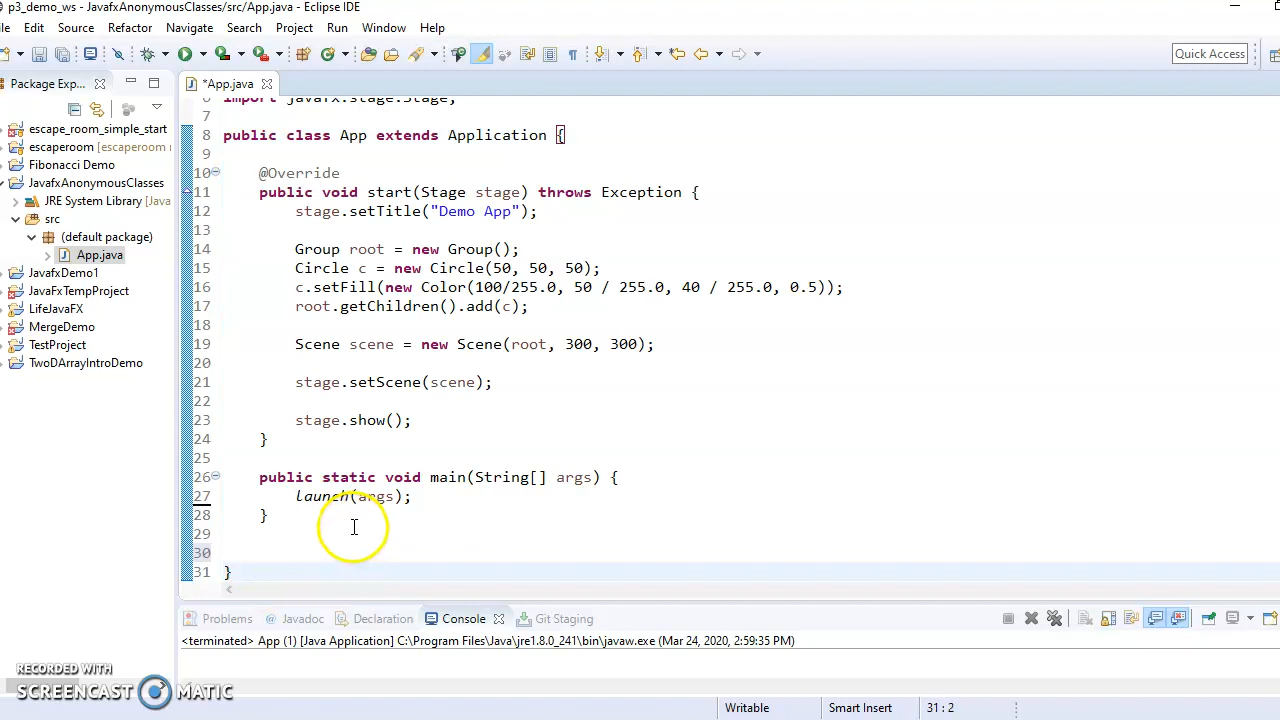 p3_demo_ws - JavafxAnonymousClasses/src/App.java - Eclipse IDE
Edit Source Refactor Navigate Search Project Run Window Help
Quick Access
Package Exp...
*App.java
escape_room_simple_start
escaperoom [escaperoom
Fibonacci Demo
JavafxAnonymousClasses
JRE System Library [Java
src
(default package)
App.java
JavafxDemo1
JavaFxTempProject
LifeJavaFX
MergeDemo
TestProject
TwoDArrayIntroDemo
6 import javafx.stage.Stage;
7
8 public class App extends Application {
9
10 @Override
11 public void start(Stage stage) throws Exception {
12 stage.setTitle("Demo App");
13
14 Group root = new Group();
15 Circle c = new Circle(50, 50, 50);
16 c.setFill(new Color(100/255.0, 50 / 255.0, 40 / 255.0, 0.5));
17 root.getChildren().add(c);
18
19 Scene scene = new Scene(root, 300, 300);
20
21 stage.setScene(scene);
22
23 stage.show();
24 }
25
26 public static void main(String[] args) {
27 launch(args);
28 }
29
30
31 }
Problems Javadoc Declaration Console Git Staging
<terminated> App (1) [Java Application] C:\Program Files\Java\jre1.8.0_241\bin\javaw.exe (Mar 24, 2020, 2:59:35 PM)
RECORDED WITH
SCREENCAST MATIC
Writable Smart Insert 31 : 2